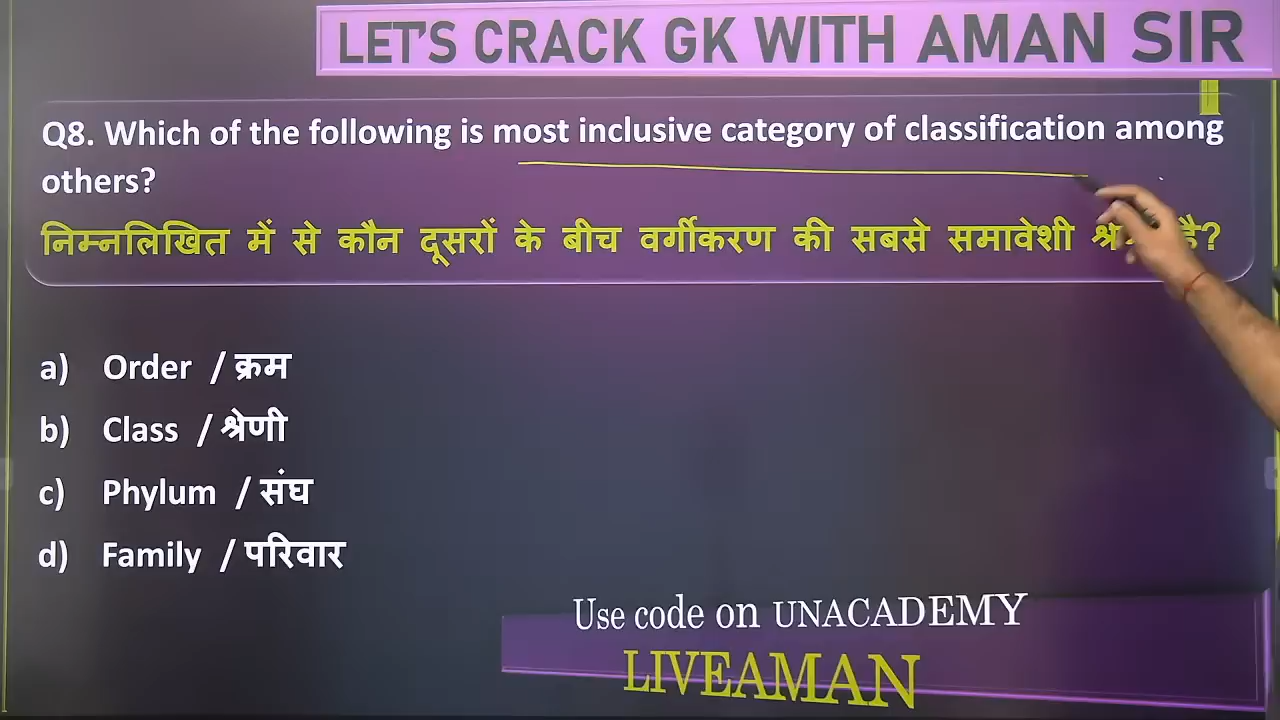 LET'S CRACK GK WITH AMAN SIR
Q8. Which of the following is most inclusive category of classification among
others?
निम्नलिखित में से कौन दूसरों के बीच वर्गीकरण की सबसे समावेशी है?
a) Order / क्रम
b) Class / श्रेणी
c) Phylum / संघ
d) Family / परिवार
Use code on UNACADEMY
LIVEAMAN